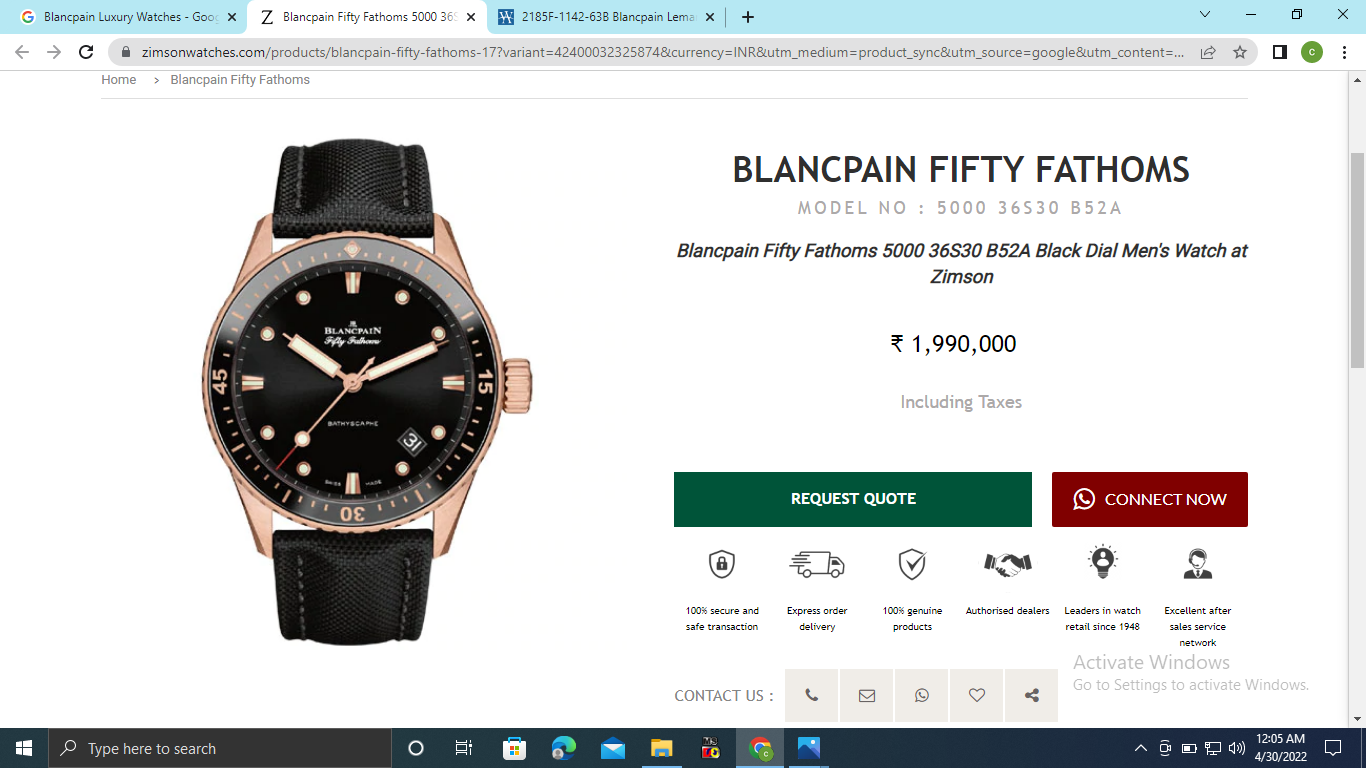 Blancpain Luxury Watches - Goog
Blancpain Fifty Fathoms 5000 36S
2185F-1142-63B Blancpain Lema
zimsonwatches.com/products/blancpain-fifty-fathoms-17?variant=42400032325874&currency=INR&utm_medium=product_sync&utm_source=google&utm_content=...
c
Home > Blancpain Fifty Fathoms
BLANCPAIN FIFTY FATHOMS
MODEL NO : 5000 36S30 B52A
Blancpain Fifty Fathoms 5000 36S30 B52A Black Dial Men's Watch at
Zimson
₹ 1,990,000
Including Taxes
REQUEST QUOTE
CONNECT NOW
100% secure and
safe transaction
Express order
delivery
100% genuine
products
Authorised dealers
Leaders in watch
retail since 1948
Excellent after
sales service
network
CONTACT US :
BLANCPAIN
Fifty Fathoms
BATHYSCAPHE
31
SWISS MADE
15
30
45
Activate Windows
Go to Settings to activate Windows.
Type here to search
12:05 AM
4/30/2022